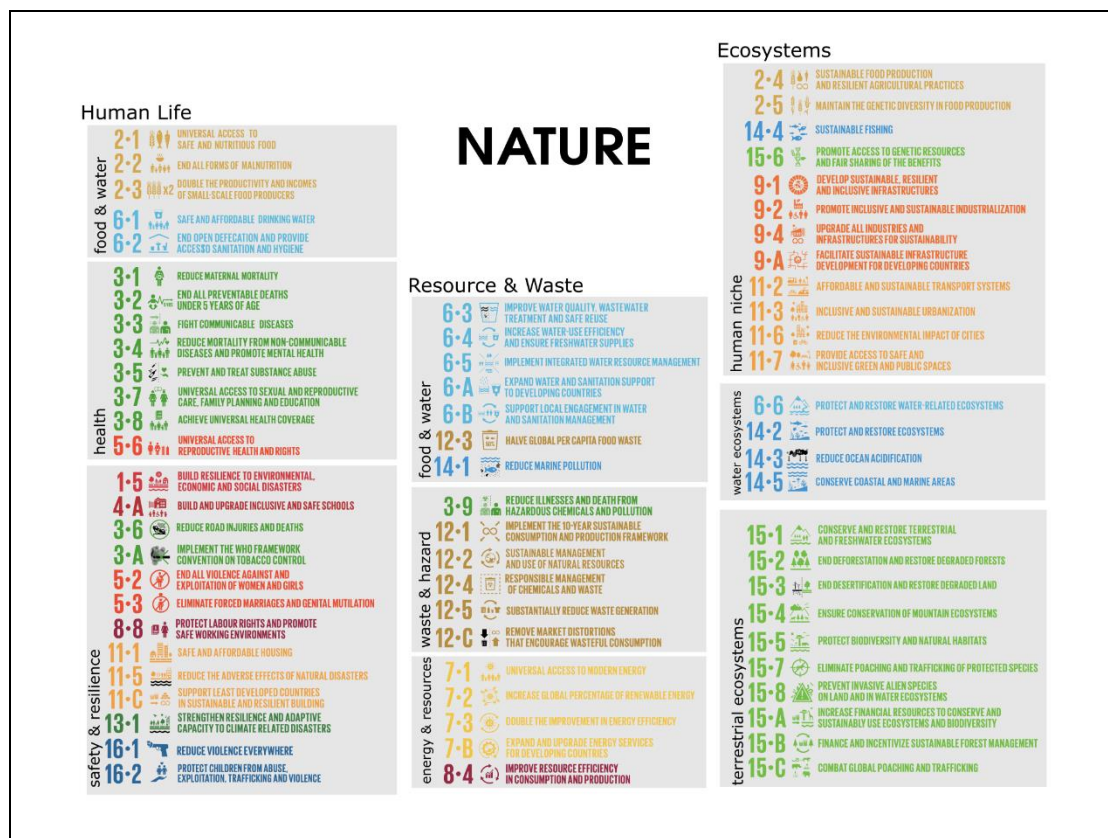 NATURE
Human Life
food & water
2·1 UNIVERSAL ACCESS TO
SAFE AND NUTRITIOUS FOOD
2·2 END ALL FORMS OF MALNUTRITION
2·3 x2 DOUBLE THE PRODUCTIVITY AND INCOMES
OF SMALL-SCALE FOOD PRODUCERS
6·1 SAFE AND AFFORDABLE DRINKING WATER
6·2 END OPEN DEFECATION AND PROVIDE
ACCESSTO SANITATION AND HYGIENE
health
3·1 REDUCE MATERNAL MORTALITY
3·2 END ALL PREVENTABLE DEATHS
UNDER 5 YEARS OF AGE
3·3 FIGHT COMMUNICABLE DISEASES
3·4 REDUCE MORTALITY FROM NON-COMMUNICABLE
DISEASES AND PROMOTE MENTAL HEALTH
3·5 PREVENT AND TREAT SUBSTANCE ABUSE
3·7 UNIVERSAL ACCESS TO SEXUAL AND REPRODUCTIVE
CARE, FAMILY PLANNING AND EDUCATION
3·8 ACHIEVE UNIVERSAL HEALTH COVERAGE
5·6 UNIVERSAL ACCESS TO
REPRODUCTIVE HEALTH AND RIGHTS
safety & resilience
1·5 BUILD RESILIENCE TO ENVIRONMENTAL,
ECONOMIC AND SOCIAL DISASTERS
4·A BUILD AND UPGRADE INCLUSIVE AND SAFE SCHOOLS
3·6 REDUCE ROAD INJURIES AND DEATHS
3·A IMPLEMENT THE WHO FRAMEWORK
CONVENTION ON TOBACCO CONTROL
5·2 END ALL VIOLENCE AGAINST AND
EXPLOITATION OF WOMEN AND GIRLS
5·3 ELIMINATE FORCED MARRIAGES AND GENITAL MUTILATION
8·8 PROTECT LABOUR RIGHTS AND PROMOTE
SAFE WORKING ENVIRONMENTS
11·1 SAFE AND AFFORDABLE HOUSING
11·5 REDUCE THE ADVERSE EFFECTS OF NATURAL DISASTERS
11·C SUPPORT LEAST DEVELOPED COUNTRIES
IN SUSTAINABLE AND RESILIENT BUILDING
13·1 STRENGTHEN RESILIENCE AND ADAPTIVE
CAPACITY TO CLIMATE RELATED DISASTERS
16·1 REDUCE VIOLENCE EVERYWHERE
16·2 PROTECT CHILDREN FROM ABUSE,
EXPLOITATION, TRAFFICKING AND VIOLENCE
Resource & Waste
food & water
6·3 IMPROVE WATER QUALITY, WASTEWATER
TREATMENT AND SAFE REUSE
6·4 INCREASE WATER-USE EFFICIENCY
AND ENSURE FRESHWATER SUPPLIES
6·5 IMPLEMENT INTEGRATED WATER RESOURCE MANAGEMENT
6·A EXPAND WATER AND SANITATION SUPPORT
TO DEVELOPING COUNTRIES
6·B SUPPORT LOCAL ENGAGEMENT IN WATER
AND SANITATION MANAGEMENT
12·3 HALVE GLOBAL PER CAPITA FOOD WASTE
14·1 REDUCE MARINE POLLUTION
waste & hazard
3·9 REDUCE ILLNESSES AND DEATH FROM
HAZARDOUS CHEMICALS AND POLLUTION
12·1 IMPLEMENT THE 10-YEAR SUSTAINABLE
CONSUMPTION AND PRODUCTION FRAMEWORK
12·2 SUSTAINABLE MANAGEMENT
AND USE OF NATURAL RESOURCES
12·4 RESPONSIBLE MANAGEMENT
OF CHEMICALS AND WASTE
12·5 SUBSTANTIALLY REDUCE WASTE GENERATION
12·C REMOVE MARKET DISTORTIONS
THAT ENCOURAGE WASTEFUL CONSUMPTION
energy & resources
7·1 UNIVERSAL ACCESS TO MODERN ENERGY
7·2 INCREASE GLOBAL PERCENTAGE OF RENEWABLE ENERGY
7·3 DOUBLE THE IMPROVEMENT IN ENERGY EFFICIENCY
7·B EXPAND AND UPGRADE ENERGY SERVICES
FOR DEVELOPING COUNTRIES
8·4 IMPROVE RESOURCE EFFICIENCY
IN CONSUMPTION AND PRODUCTION
Ecosystems
human niche
2·4 SUSTAINABLE FOOD PRODUCTION
AND RESILIENT AGRICULTURAL PRACTICES
2·5 MAINTAIN THE GENETIC DIVERSITY IN FOOD PRODUCTION
14·4 SUSTAINABLE FISHING
15·6 PROMOTE ACCESS TO GENETIC RESOURCES
AND FAIR SHARING OF THE BENEFITS
9·1 DEVELOP SUSTAINABLE, RESILIENT
AND INCLUSIVE INFRASTRUCTURES
9·2 PROMOTE INCLUSIVE AND SUSTAINABLE INDUSTRIALIZATION
9·4 UPGRADE ALL INDUSTRIES AND
INFRASTRUCTURES FOR SUSTAINABILITY
9·A FACILITATE SUSTAINABLE INFRASTRUCTURE
DEVELOPMENT FOR DEVELOPING COUNTRIES
11·2 AFFORDABLE AND SUSTAINABLE TRANSPORT SYSTEMS
11·3 INCLUSIVE AND SUSTAINABLE URBANIZATION
11·6 REDUCE THE ENVIRONMENTAL IMPACT OF CITIES
11·7 PROVIDE ACCESS TO SAFE AND
INCLUSIVE GREEN AND PUBLIC SPACES
water ecosystems
6·6 PROTECT AND RESTORE WATER-RELATED ECOSYSTEMS
14·2 PROTECT AND RESTORE ECOSYSTEMS
14·3 REDUCE OCEAN ACIDIFICATION
14·5 CONSERVE COASTAL AND MARINE AREAS
terrestrial ecosystems
15·1 CONSERVE AND RESTORE TERRESTRIAL
AND FRESHWATER ECOSYSTEMS
15·2 END DEFORESTATION AND RESTORE DEGRADED FORESTS
15·3 END DESERTIFICATION AND RESTORE DEGRADED LAND
15·4 ENSURE CONSERVATION OF MOUNTAIN ECOSYSTEMS
15·5 PROTECT BIODIVERSITY AND NATURAL HABITATS
15·7 ELIMINATE POACHING AND TRAFFICKING OF PROTECTED SPECIES
15·8 PREVENT INVASIVE ALIEN SPECIES
ON LAND AND IN WATER ECOSYSTEMS
15·A INCREASE FINANCIAL RESOURCES TO CONSERVE AND
SUSTAINABLY USE ECOSYSTEMS AND BIODIVERSITY
15·B FINANCE AND INCENTIVIZE SUSTAINABLE FOREST MANAGEMENT
15·C COMBAT GLOBAL POACHING AND TRAFFICKING